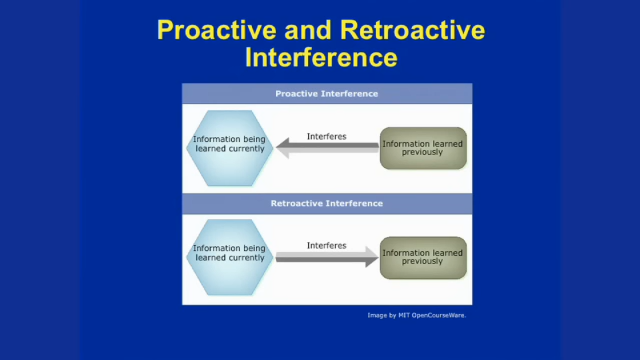 Proactive and Retroactive
Interference
Proactive Interference
Information being
learned currently
Interferes
Information learned
previously
Retroactive Interference
Information being
learned currently
Interferes
Information learned
previously
Image by MIT OpenCourseWare.